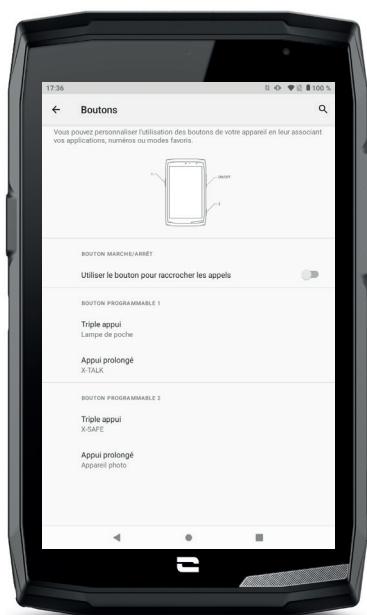 17:36 100 %
Boutons
Vous pouvez personnaliser l'utilisation des boutons de votre appareil en leur associant
vos applications, numéros ou modes favoris.
ON/OFF
BOUTON MARCHE/ARRÊT
Utiliser le bouton pour raccrocher les appels
BOUTON PROGRAMMABLE 1
Triple appui
Lampe de poche
Appui prolongé
X-TALK
BOUTON PROGRAMMABLE 2
Triple appui
X-SAFE
Appui prolongé
Appareil photo